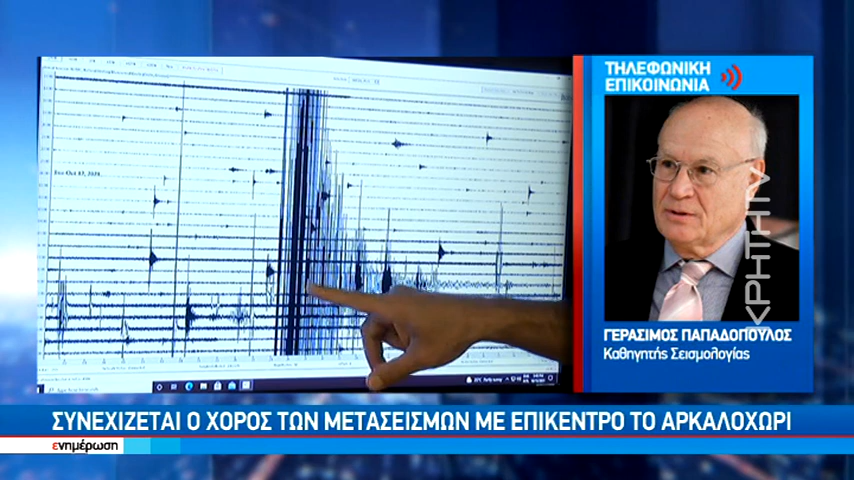 ΤΗΛΕΦΩΝΙΚΗ
ΕΠΙΚΟΙΝΩΝΙΑ
ΚΡΗΤΗ TV
ΓΕΡΑΣΙΜΟΣ ΠΑΠΑΔΟΠΟΥΛΟΣ
Καθηγητής Σεισμολογίας
ΣΥΝΕΧΙΖΕΤΑΙ Ο ΧΟΡΟΣ ΤΩΝ ΜΕΤΑΣΕΙΣΜΩΝ ΜΕ ΕΠΙΚΕΝΤΡΟ ΤΟ ΑΡΚΑΛΟΧΩΡΙ
ενημέρωση